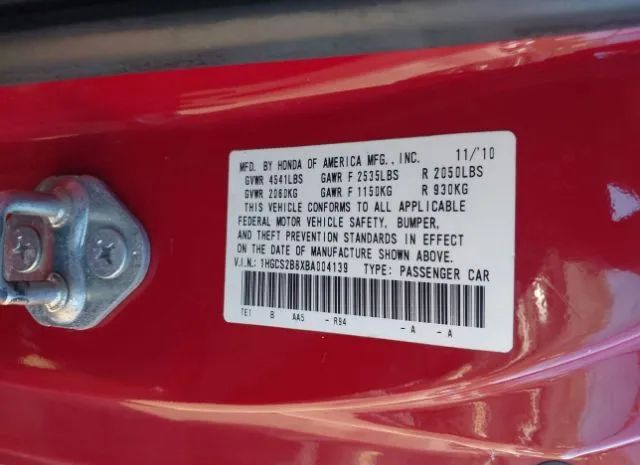 MFD. BY HONDA OF AMERICA MFG., INC. 11/'10
GVWR 4541LBS GAWR F 2535LBS R 2050LBS
GVWR 2060KG GAWR F 1150KG R 930KG
THIS VEHICLE CONFORMS TO ALL APPLICABLE
FEDERAL MOTOR VEHICLE SAFETY, BUMPER,
AND THEFT PREVENTION STANDARDS IN EFFECT
ON THE DATE OF MANUFACTURE SHOWN ABOVE.
V.I.N.: 1HGCS2B8XBA004139 TYPE: PASSENGER CAR
TE1 B AA5 - R94 - A - A